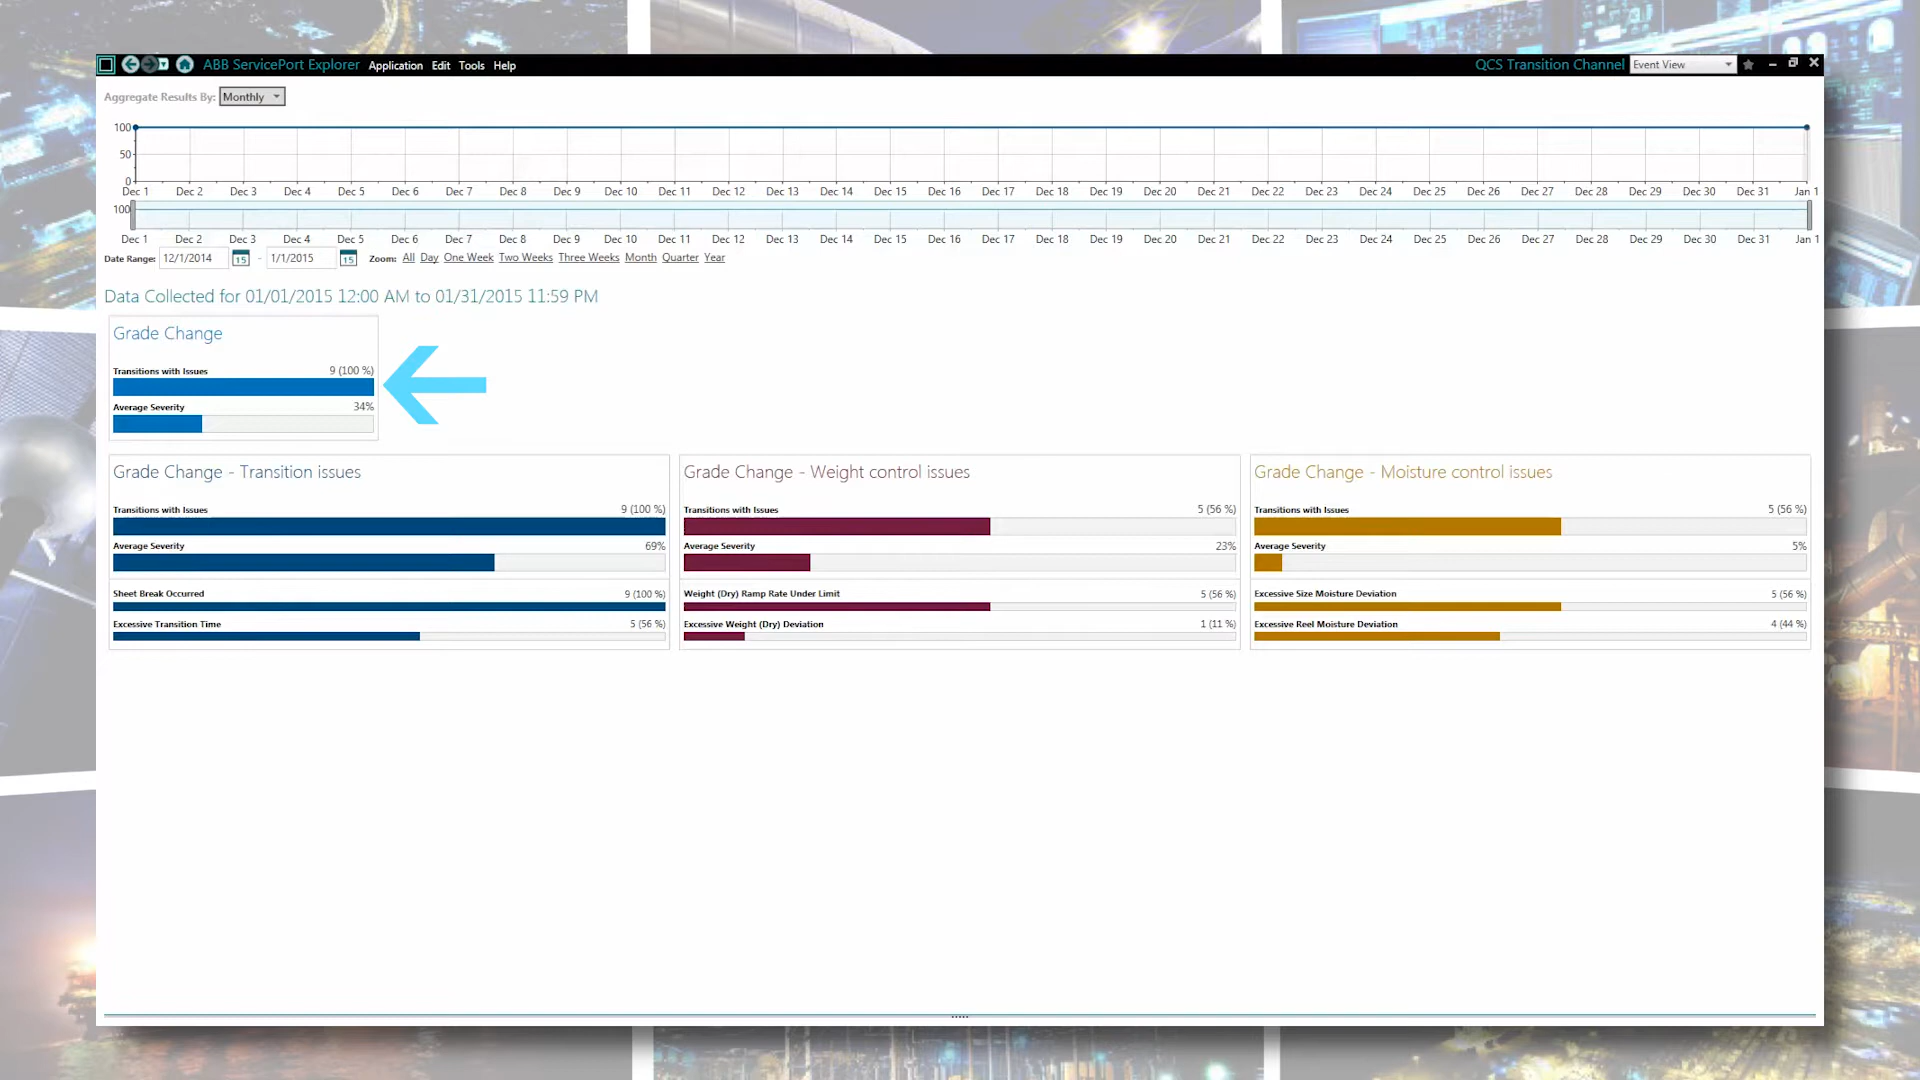 ABB ServicePort Explorer Application Edit Tools Help QCS Transition Channel Event View
Aggregate Results By: Monthly
100
50
0
Dec 1 Dec 2 Dec 3 Dec 4 Dec 5 Dec 6 Dec 7 Dec 8 Dec 9 Dec 10 Dec 11 Dec 12 Dec 13 Dec 14 Dec 15 Dec 16 Dec 17 Dec 18 Dec 19 Dec 20 Dec 21 Dec 22 Dec 23 Dec 24 Dec 25 Dec 26 Dec 27 Dec 28 Dec 29 Dec 30 Dec 31 Jan 1
100
Dec 1 Dec 2 Dec 3 Dec 4 Dec 5 Dec 6 Dec 7 Dec 8 Dec 9 Dec 10 Dec 11 Dec 12 Dec 13 Dec 14 Dec 15 Dec 16 Dec 17 Dec 18 Dec 19 Dec 20 Dec 21 Dec 22 Dec 23 Dec 24 Dec 25 Dec 26 Dec 27 Dec 28 Dec 29 Dec 30 Dec 31 Jan 1
Date Range: 12/1/2014 15 - 1/1/2015 15 Zoom: All Day One Week Two Weeks Three Weeks Month Quarter Year
Data Collected for 01/01/2015 12:00 AM to 01/31/2015 11:59 PM
Grade Change
Transitions with Issues 9 (100 %)
Average Severity 34%
Grade Change - Transition issues
Transitions with Issues 9 (100 %)
Average Severity 69%
Sheet Break Occurred 9 (100 %)
Excessive Transition Time 5 (56 %)
Grade Change - Weight control issues
Transitions with Issues 5 (56 %)
Average Severity 23%
Weight (Dry) Ramp Rate Under Limit 5 (56 %)
Excessive Weight (Dry) Deviation 1 (11 %)
Grade Change - Moisture control issues
Transitions with Issues 5 (56 %)
Average Severity 5%
Excessive Size Moisture Deviation 5 (56 %)
Excessive Reel Moisture Deviation 4 (44 %)